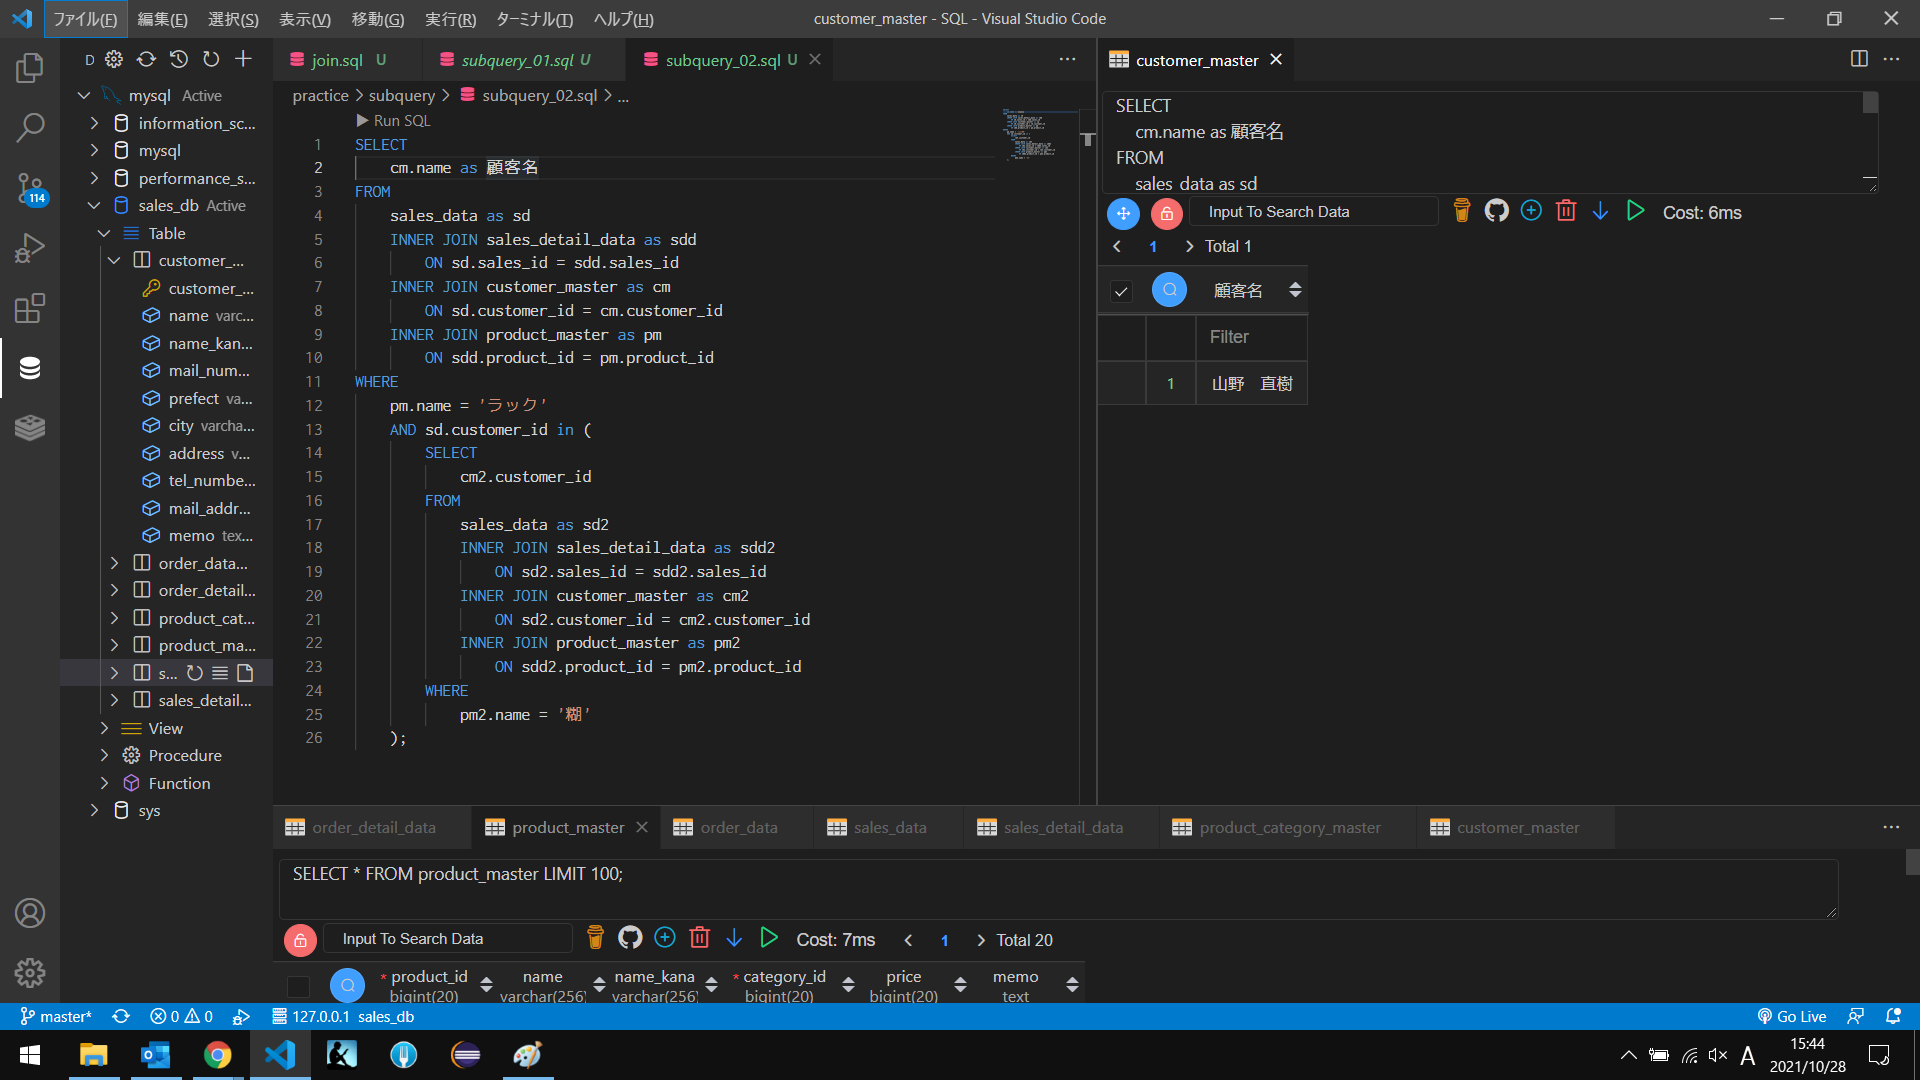 ファイル(F) 編集(E) 選択(S) 表示(V) 移動(G) 実行(R) ターミナル(T) ヘルプ(H) customer_master - SQL - Visual Studio Code
D
join.sql U subquery_01.sql U subquery_02.sql U
customer_master
practice > subquery > subquery_02.sql > ...
Run SQL
1 SELECT
2 cm.name as 顧客名
3 FROM
4 sales_data as sd
5 INNER JOIN sales_detail_data as sdd
6 ON sd.sales_id = sdd.sales_id
7 INNER JOIN customer_master as cm
8 ON sd.customer_id = cm.customer_id
9 INNER JOIN product_master as pm
10 ON sdd.product_id = pm.product_id
11 WHERE
12 pm.name = 'ラック'
13 AND sd.customer_id in (
14 SELECT
15 cm2.customer_id
16 FROM
17 sales_data as sd2
18 INNER JOIN sales_detail_data as sdd2
19 ON sd2.sales_id = sdd2.sales_id
20 INNER JOIN customer_master as cm2
21 ON sd2.customer_id = cm2.customer_id
22 INNER JOIN product_master as pm2
23 ON sdd2.product_id = pm2.product_id
24 WHERE
25 pm2.name = '糊'
26 );
mysql Active
information_sc...
mysql
performance_s...
sales_db Active
Table
customer_...
customer_...
name varc...
name_kan...
mail_num...
prefect va...
city varcha...
address v...
tel_numbe...
mail_addr...
memo tex...
order_data...
order_detail...
product_cat...
product_ma...
s...
sales_detail...
View
Procedure
Function
sys
114
SELECT
cm.name as 顧客名
FROM
sales_data as sd
Input To Search Data Cost: 6ms
1 Total 1
顧客名
Filter
1 山野 直樹
order_detail_data product_master order_data sales_data sales_detail_data product_category_master customer_master
SELECT * FROM product_master LIMIT 100;
Input To Search Data Cost: 7ms 1 Total 20
* product_id name name_kana * category_id price memo
bigint(20) varchar(256) varchar(256) bigint(20) bigint(20) text
master* 0 0 127.0.0.1 sales_db Go Live
A 15:44
2021/10/28